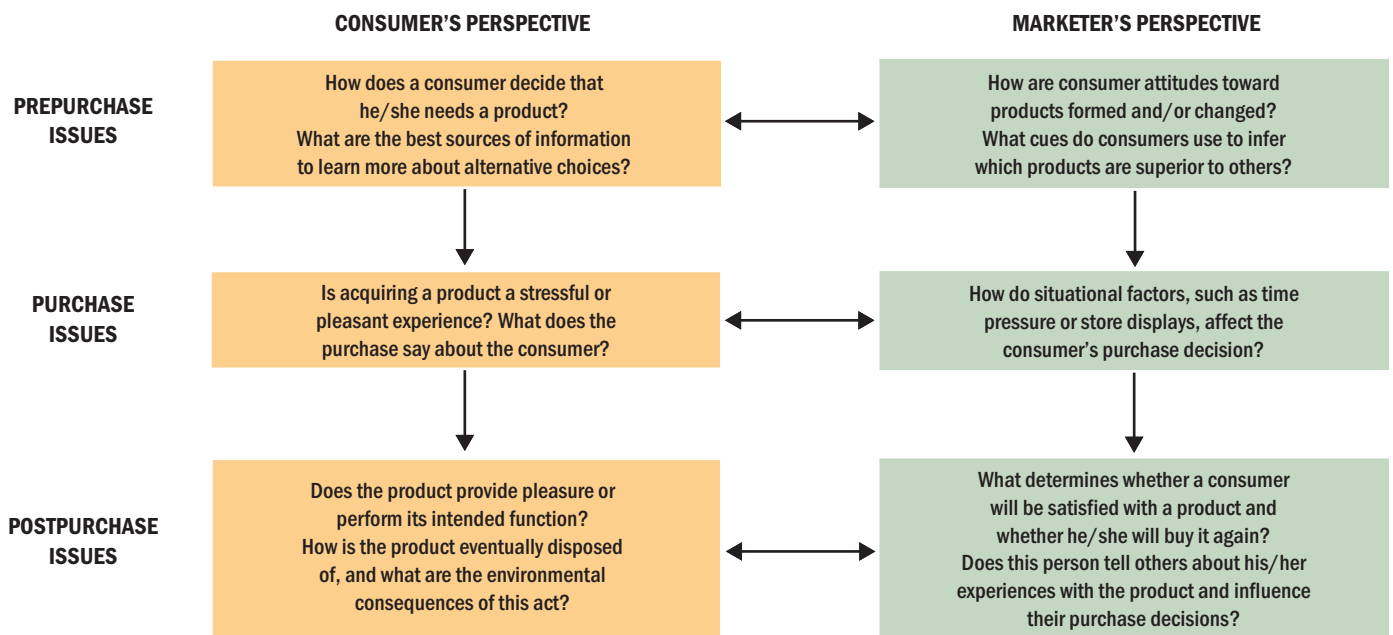 CONSUMER’S PERSPECTIVE
MARKETER’S PERSPECTIVE
PREPURCHASE
ISSUES
How does a consumer decide that
he/she needs a product?
What are the best sources of information
to learn more about alternative choices?
How are consumer attitudes toward
products formed and/or changed?
What cues do consumers use to infer
which products are superior to others?
PURCHASE
ISSUES
Is acquiring a product a stressful or
pleasant experience? What does the
purchase say about the consumer?
How do situational factors, such as time
pressure or store displays, affect the
consumer’s purchase decision?
POSTPURCHASE
ISSUES
Does the product provide pleasure or
perform its intended function?
How is the product eventually disposed
of, and what are the environmental
consequences of this act?
What determines whether a consumer
will be satisfied with a product and
whether he/she will buy it again?
Does this person tell others about his/her
experiences with the product and influence
their purchase decisions?